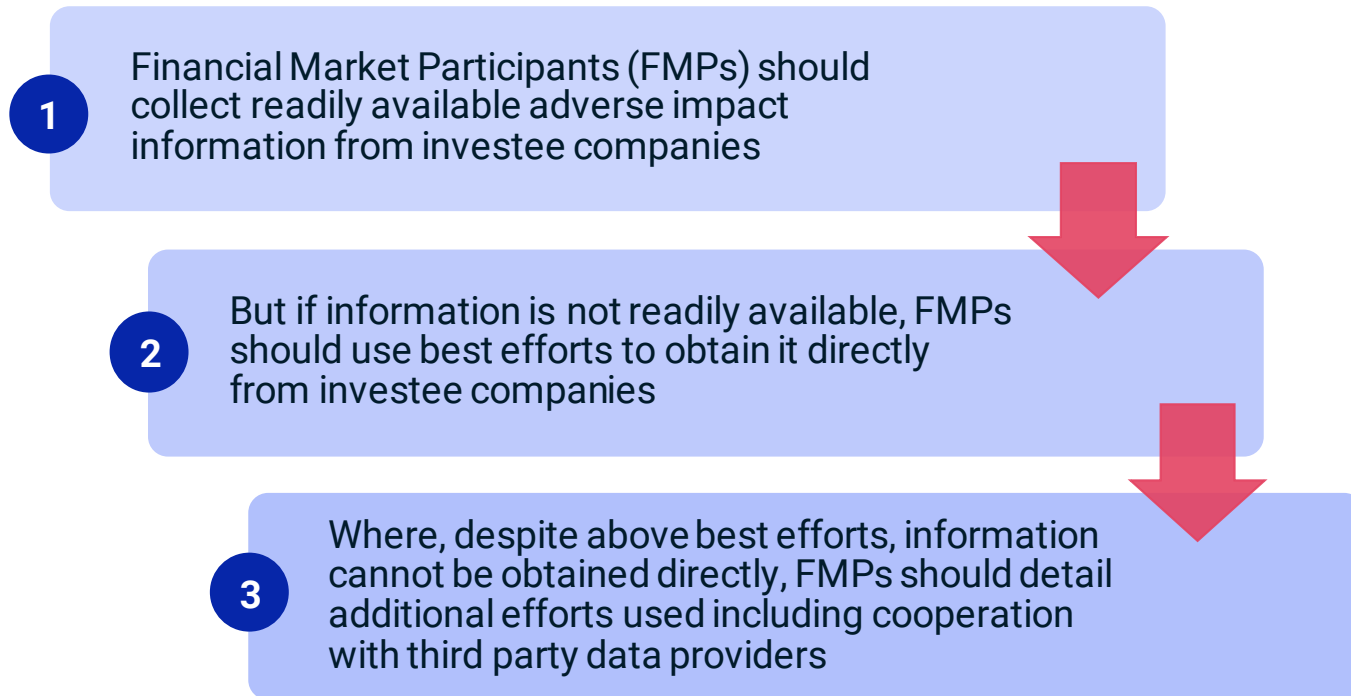 1
Financial Market Participants (FMPs) should
collect readily available adverse impact
information from investee companies
2
But if information is not readily available, FMPs
should use best efforts to obtain it directly
from investee companies
3
Where, despite above best efforts, information
cannot be obtained directly, FMPs should detail
additional efforts used including cooperation
with third party data providers